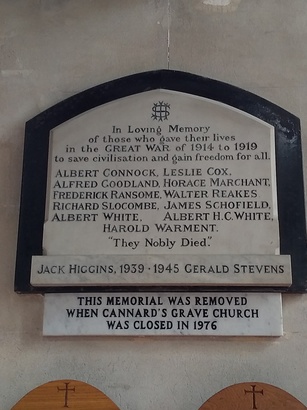 IHS
In Loving Memory
of those who gave their lives
in the GREAT WAR of 1914 to 1919
to save civilisation and gain freedom for all.
ALBERT CONNOCK, LESLIE COX,
ALFRED GOODLAND, HORACE MARCHANT,
FREDERICK RANSOME, WALTER REAKES
RICHARD SLOCOMBE, JAMES SCHOFIELD,
ALBERT WHITE, ALBERT H.C. WHITE,
HAROLD WARMENT.
"They Nobly Died."
JACK HIGGINS, 1939 - 1945 GERALD STEVENS
THIS MEMORIAL WAS REMOVED
WHEN CANNARD'S GRAVE CHURCH
WAS CLOSED IN 1976